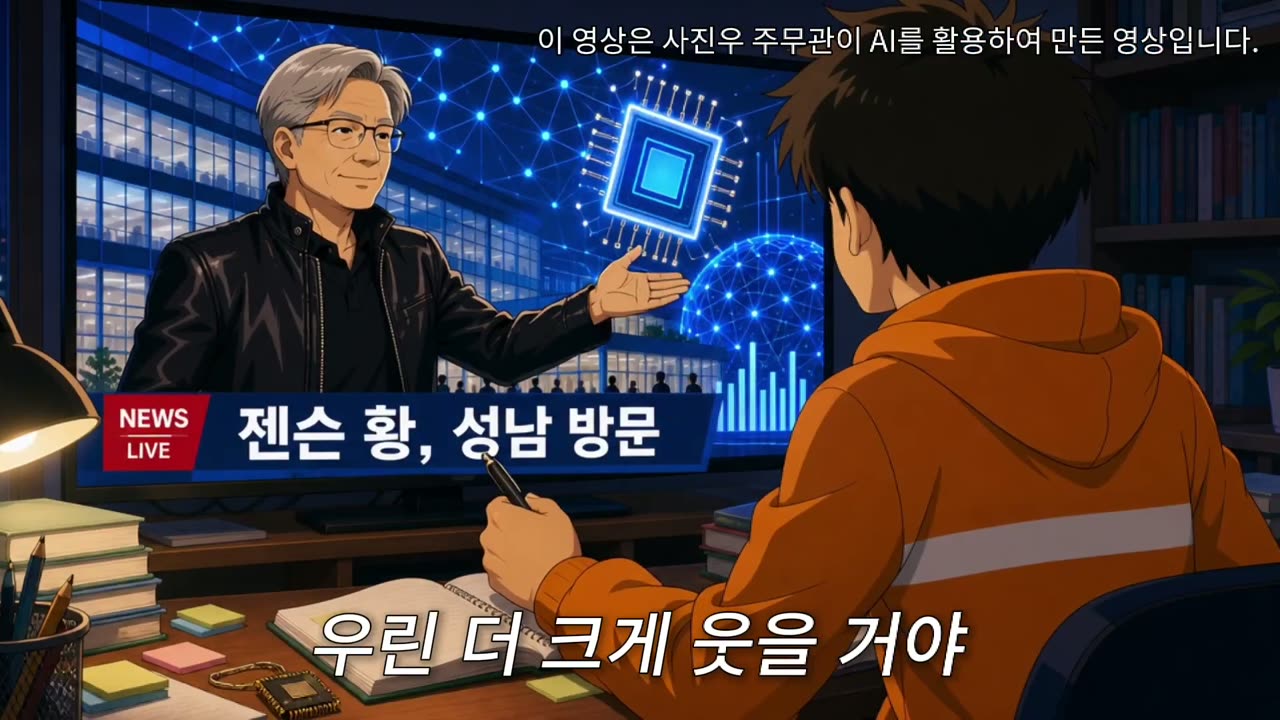 이 영상은 사진우 주무관이 AI를 활용하여 만든 영상입니다.
NEWS
LIVE
젠슨 황, 성남 방문
우린 더 크게 웃을 거야